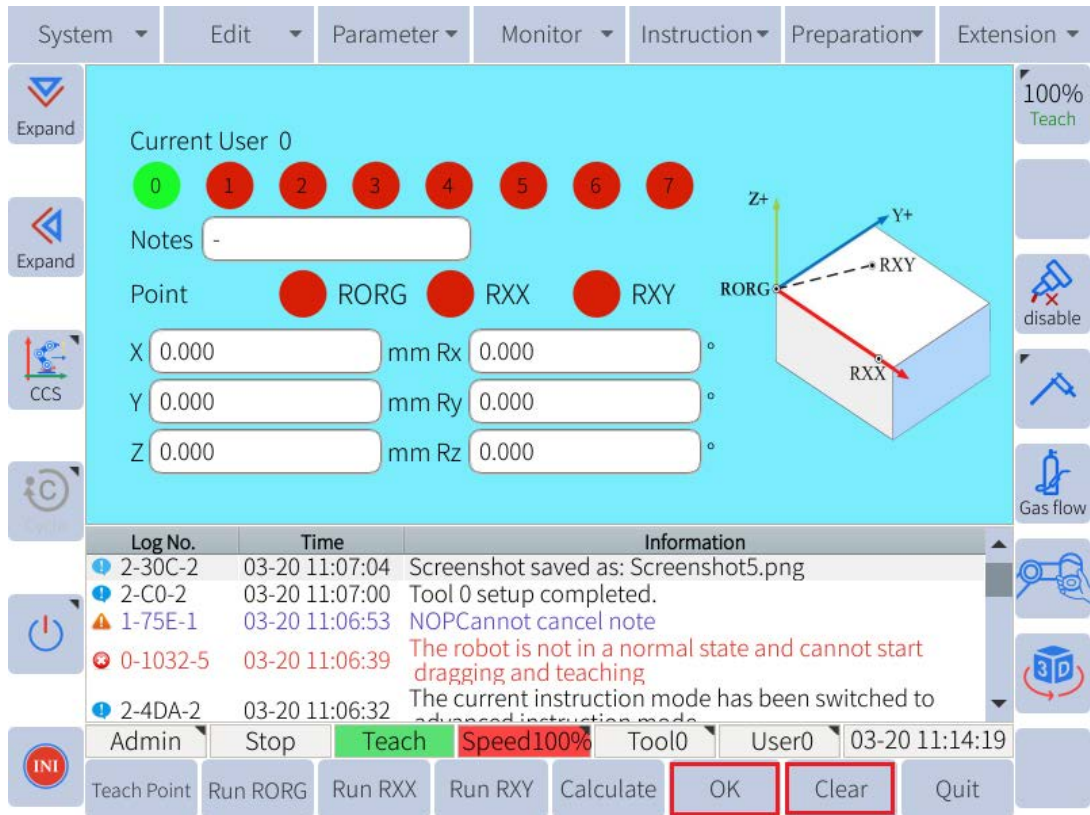 System Edit Parameter Monitor Instruction Preparation Extension
Expand
100%
Teach
Current User 0
0 1 2 3 4 5 6 7
Notes -
Expand
Point RORG RXX RXY
Z+
Y+
RXY
RORG
RXX
disable
X 0.000 mm Rx 0.000 °
CCS
Y 0.000 mm Ry 0.000 °
Z 0.000 mm Rz 0.000 °
C
Gas flow
Log No. Time Information
2-30C-2 03-20 11:07:04 Screenshot saved as: Screenshot5.png
2-C0-2 03-20 11:07:00 Tool 0 setup completed.
1-75E-1 03-20 11:06:53 NOPCannot cancel note
0-1032-5 03-20 11:06:39 The robot is not in a normal state and cannot start
dragging and teaching
2-4DA-2 03-20 11:06:32 The current instruction mode has been switched to
advanced instruction mode
3D
Admin Stop Teach Speed100% Tool0 User0 03-20 11:14:19
INI
Teach Point Run RORG Run RXX Run RXY Calculate OK Clear Quit